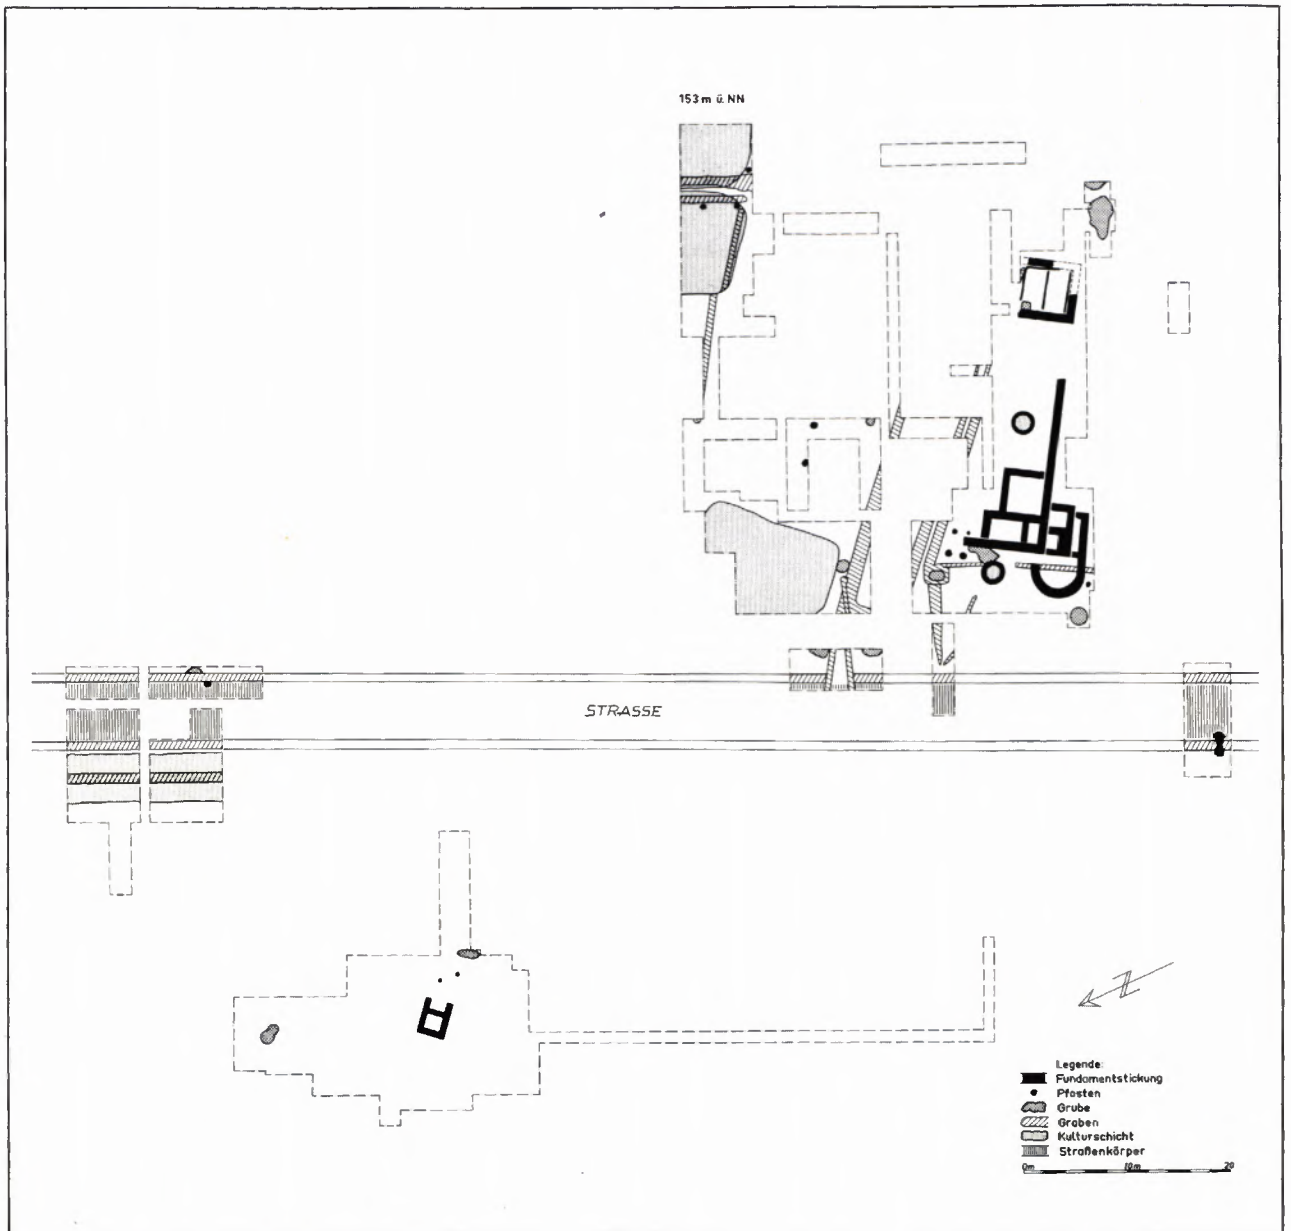 153 m ü. NN
STRASSE
N
Legende:
Fundamentstickung
Pfosten
Grube
Graben
Kulturschicht
Straßenkörper
0m 10m 20